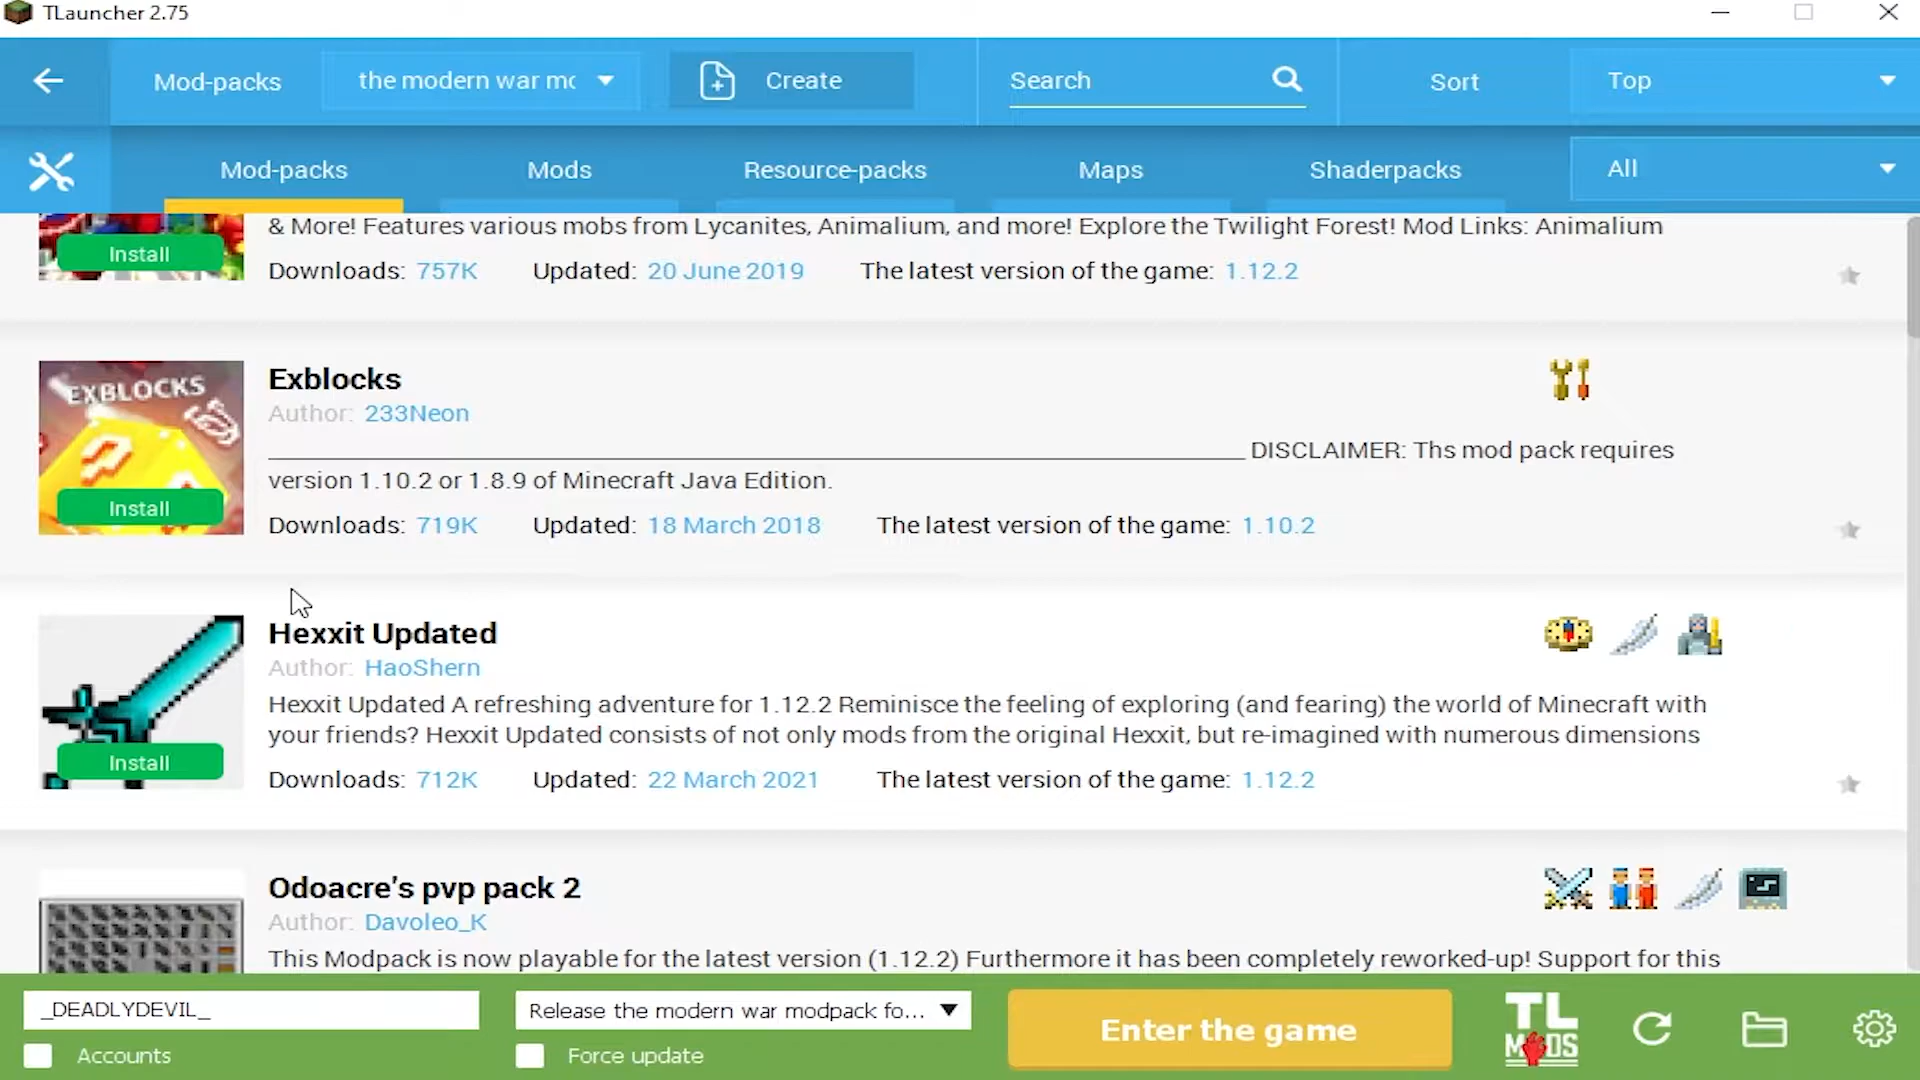 TLauncher 2.75
Mod-packs
the modern war mc
Create
Search
Sort
Top
Mod-packs
Mods
Resource-packs
Maps
Shaderpacks
All
& More! Features various mobs from Lycanites, Animalium, and more! Explore the Twilight Forest! Mod Links: Animalium
Install
Downloads: 757K Updated: 20 June 2019 The latest version of the game: 1.12.2
EXBLOCKS
Install
Exblocks
Author: 233Neon
DISCLAIMER: Ths mod pack requires
version 1.10.2 or 1.8.9 of Minecraft Java Edition.
Downloads: 719K Updated: 18 March 2018 The latest version of the game: 1.10.2
Install
Hexxit Updated
Author: HaoShern
Hexxit Updated A refreshing adventure for 1.12.2 Reminisce the feeling of exploring (and fearing) the world of Minecraft with
your friends? Hexxit Updated consists of not only mods from the original Hexxit, but re-imagined with numerous dimensions
Downloads: 712K Updated: 22 March 2021 The latest version of the game: 1.12.2
Odoacre's pvp pack 2
Author: Davoleo_K
This Modpack is now playable for the latest version (1.12.2) Furthermore it has been completely reworked-up! Support for this
_DEADLYDEVIL_
Accounts
Release the modern war modpack fo...
Force update
Enter the game
TL
MODS